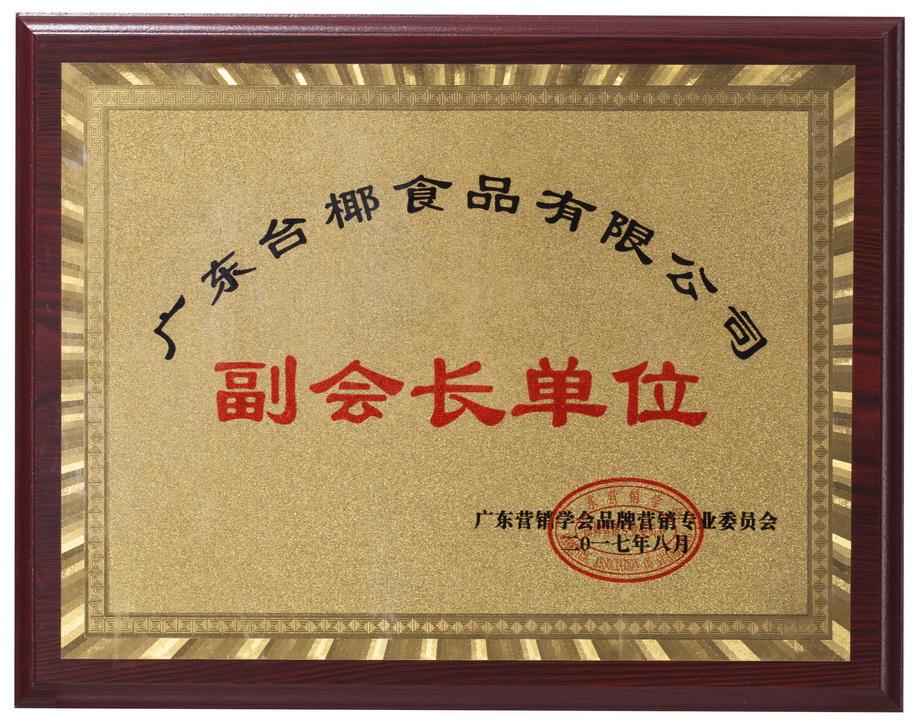 广东台椰食品有限公司
副会长单位
广东营销学会品牌营销专业委员会
二0一七年八月